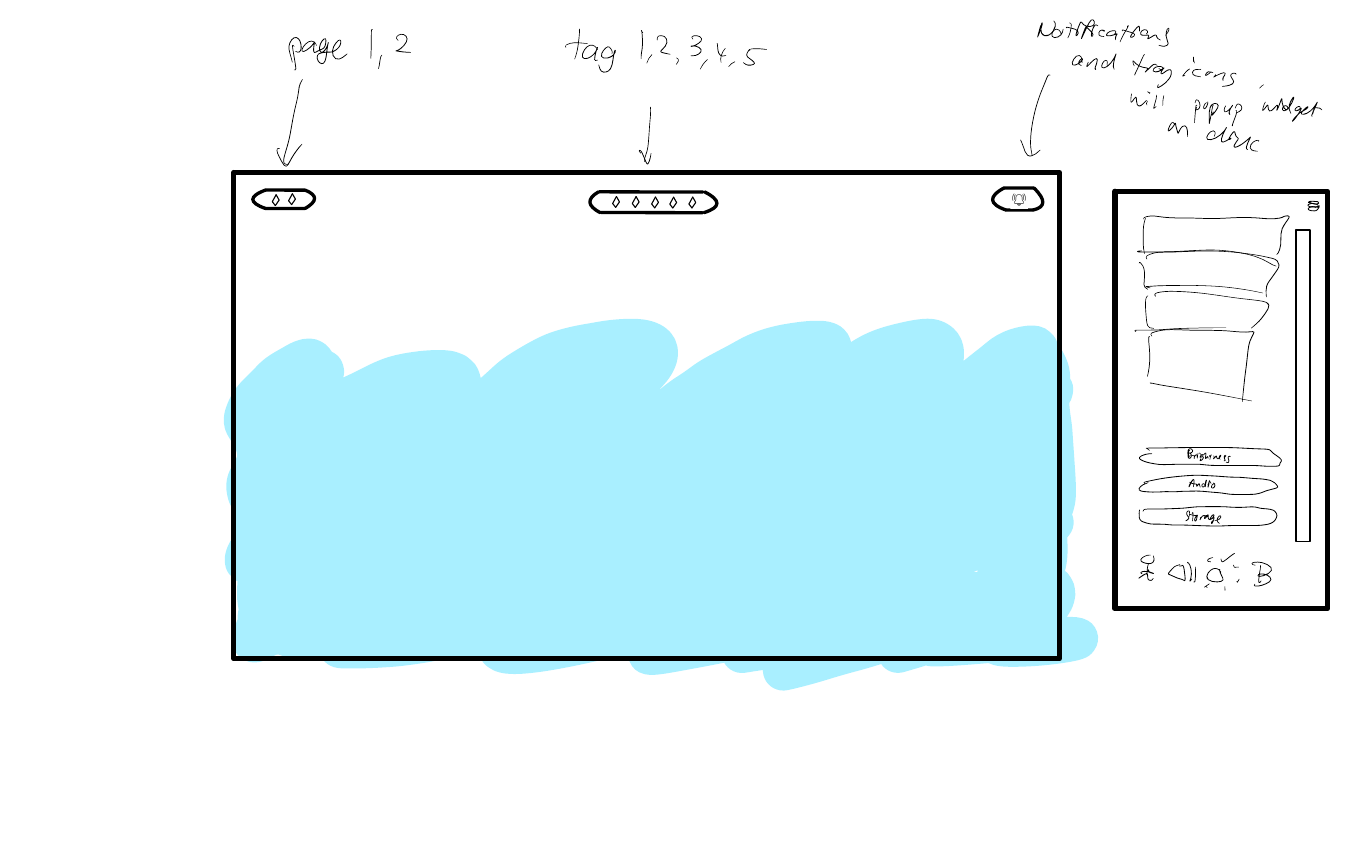 page 1, 2
tag 1,2,3,4,5
Notifications
and tray icons,
will popup widget
on click
Brightness
Audio
Storage
B